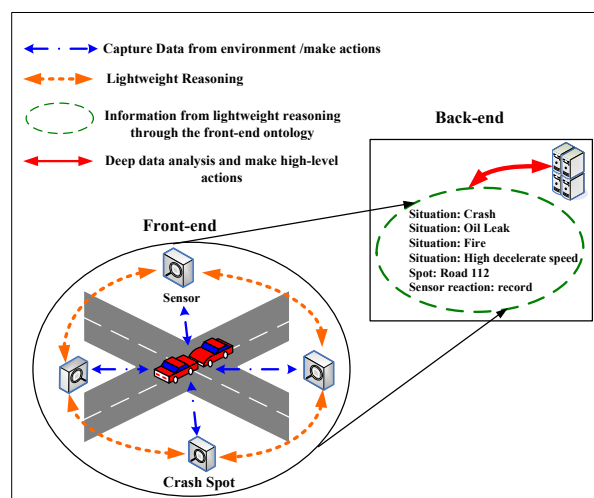 Capture Data from environment /make actions
Lightweight Reasoning
Information from lightweight reasoning
through the front-end ontology
Deep data analysis and make high-level
actions
Back-end
Situation: Crash
Situation: Oil Leak
Situation: Fire
Situation: High decelerate speed
Spot: Road 112
Sensor reaction: record
Front-end
Sensor
Crash Spot